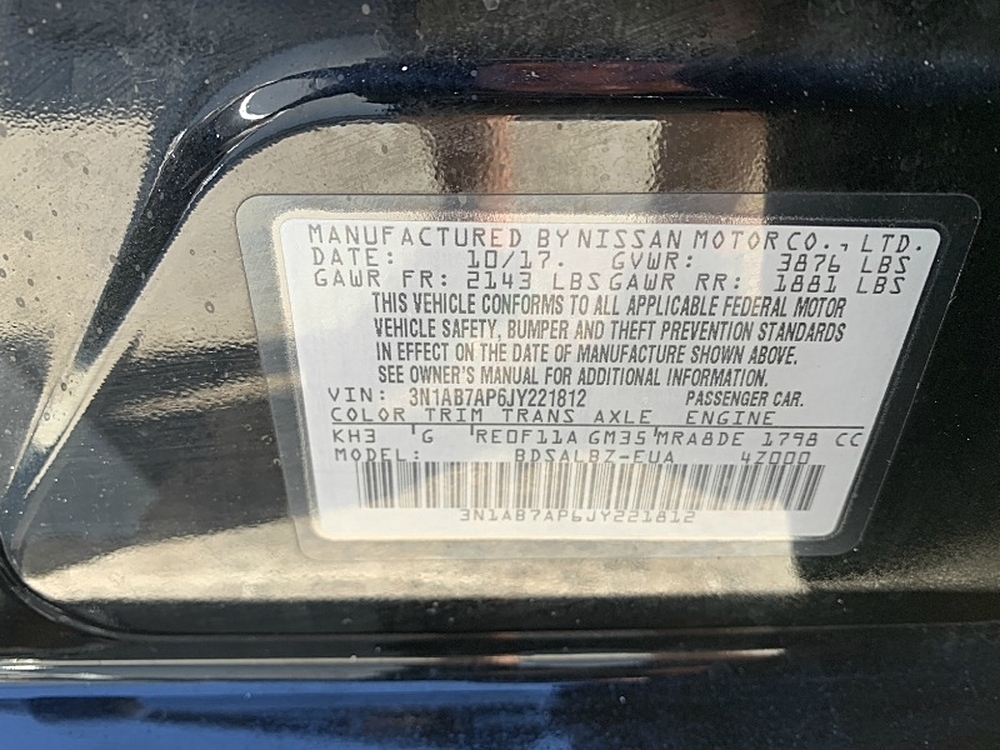 MANUFACTURED BY NISSAN MOTOR CO., LTD.
DATE: 10/17. GVWR: 3876 LBS
GAWR FR: 2143 LBS GAWR RR: 1881 LBS
THIS VEHICLE CONFORMS TO ALL APPLICABLE FEDERAL MOTOR
VEHICLE SAFETY, BUMPER AND THEFT PREVENTION STANDARDS
IN EFFECT ON THE DATE OF MANUFACTURE SHOWN ABOVE.
SEE OWNER'S MANUAL FOR ADDITIONAL INFORMATION.
VIN: 3N1AB7AP6JY221812 PASSENGER CAR.
COLOR TRIM TRANS AXLE ENGINE
KH3 G RE0F11A GM35 MRA8DE 1798 CC
MODEL: BDSALBZ-EUA 4Z000
3N1AB7AP6JY221812